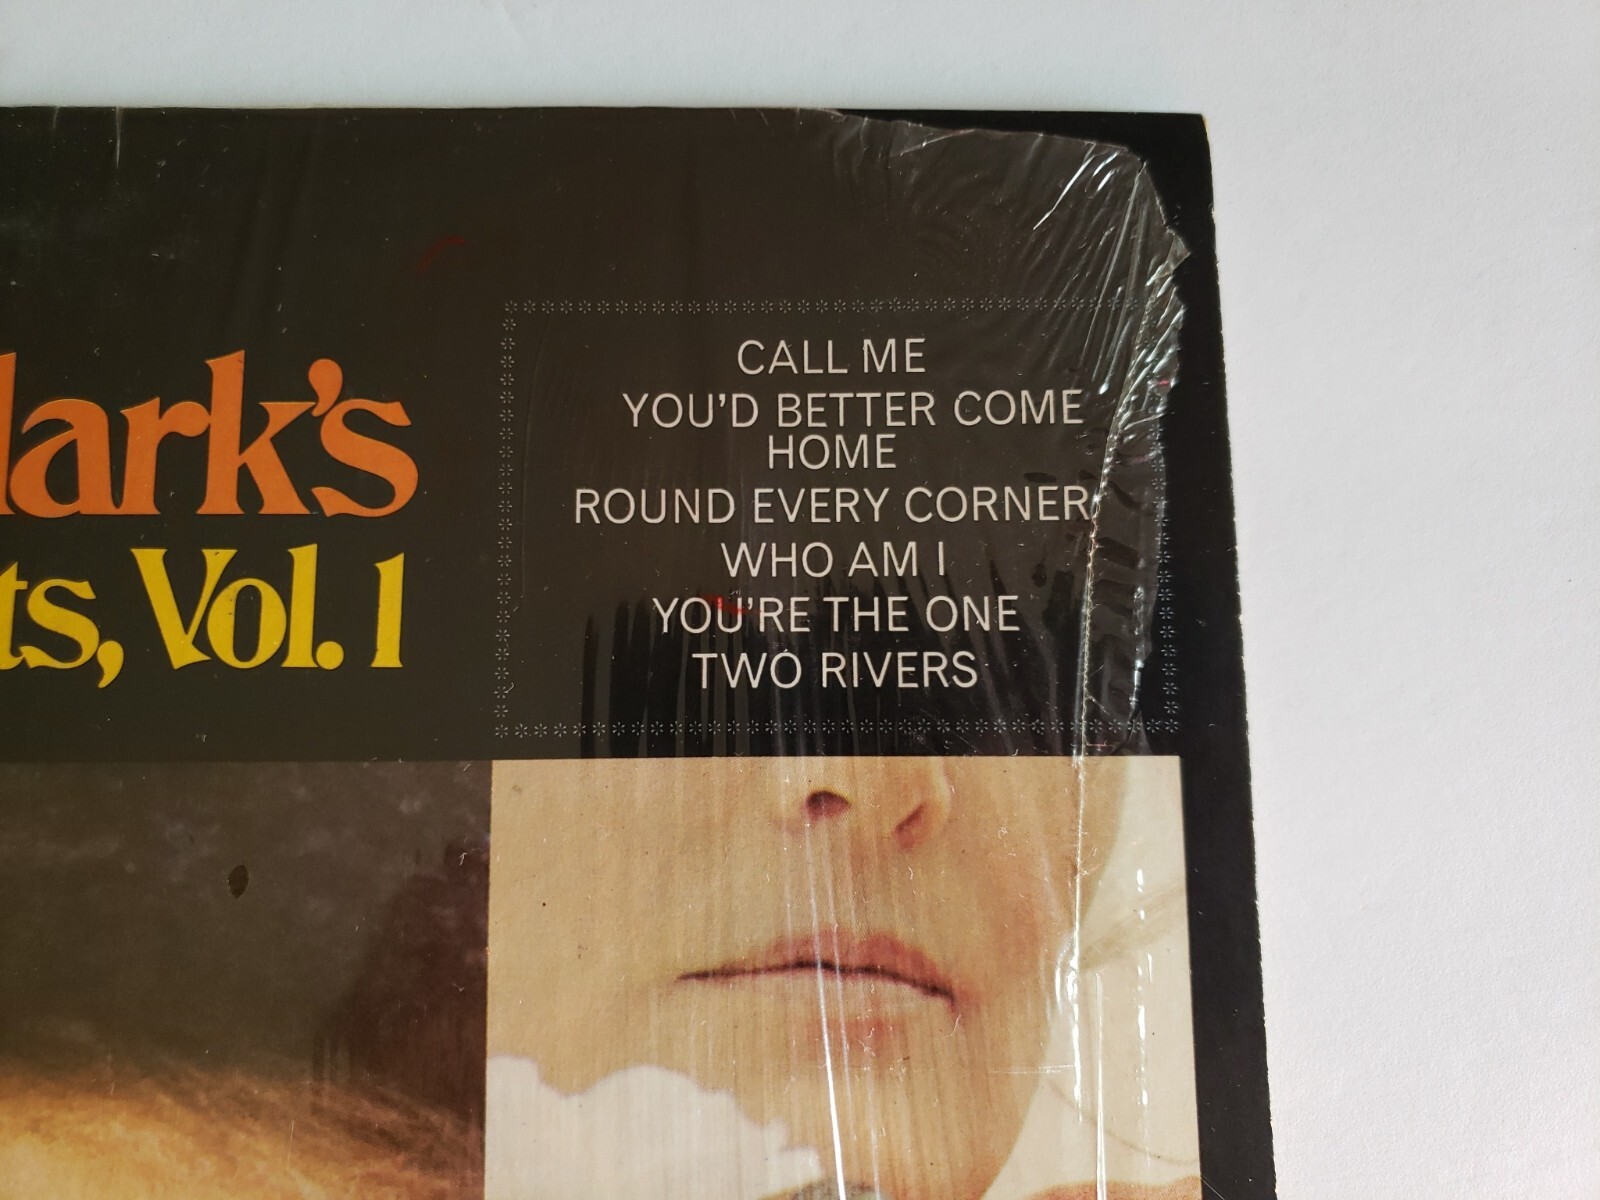 lark's
ts, Vol. 1
CALL ME
YOU'D BETTER COME
HOME
ROUND EVERY CORNER
WHO AM I
YOU'RE THE ONE
TWO RIVERS